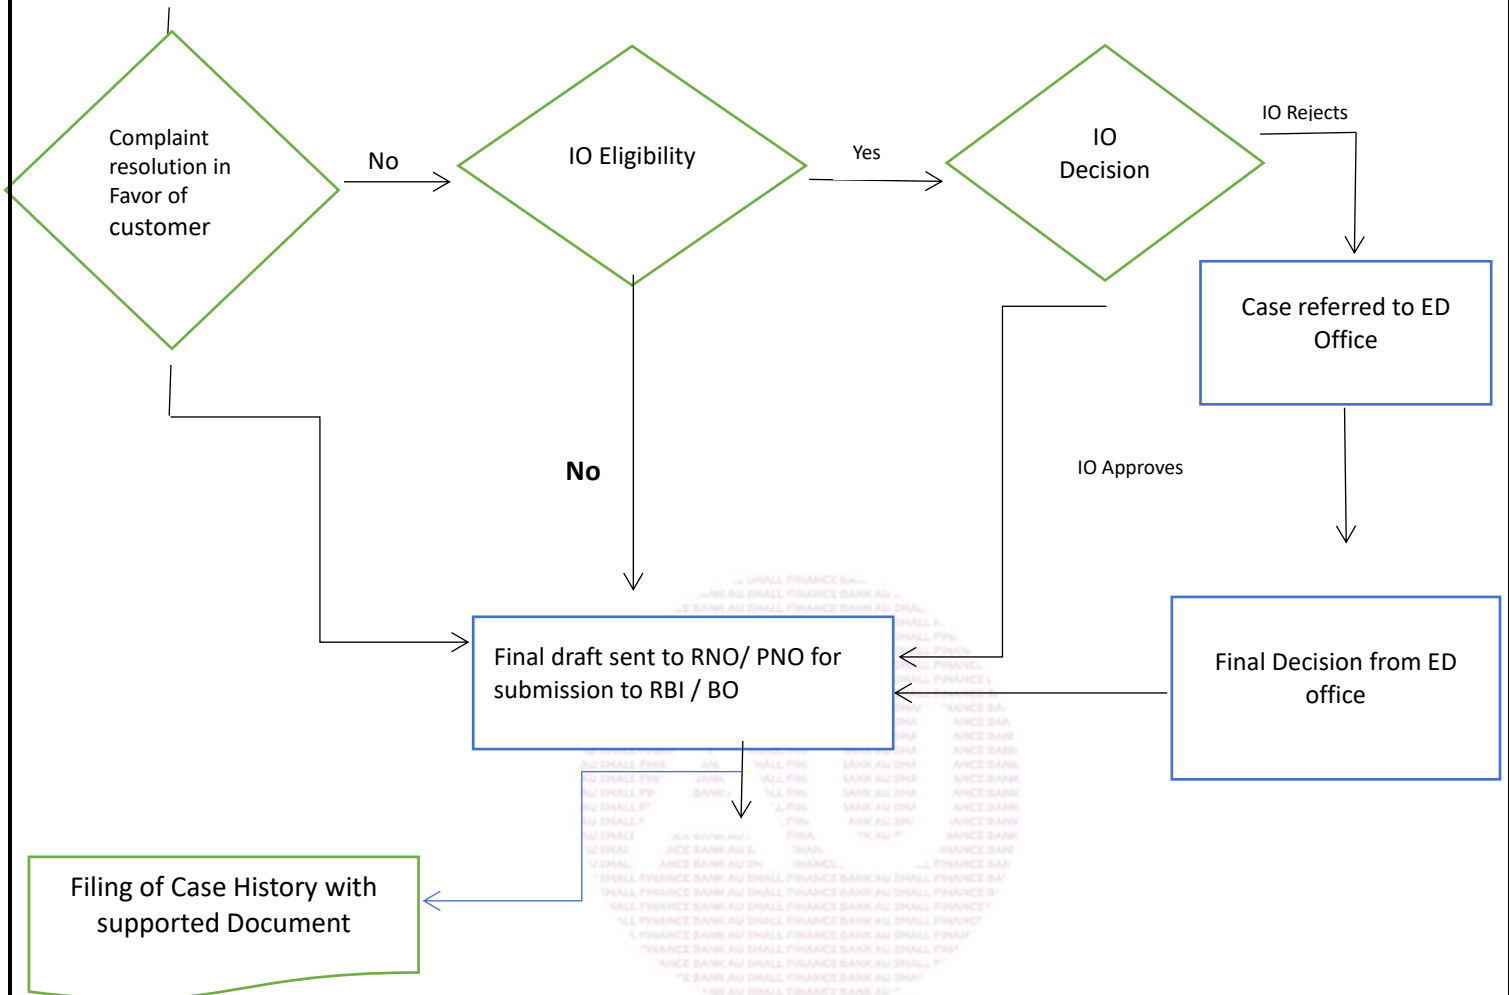 Complaint
resolution in
Favor of
customer
No
IO Eligibility
Yes
IO
Decision
IO Rejects
Case referred to ED
Office
No
IO Approves
Final draft sent to RNO/ PNO for
submission to RBI / BO
Final Decision from ED
office
Filing of Case History with
supported Document